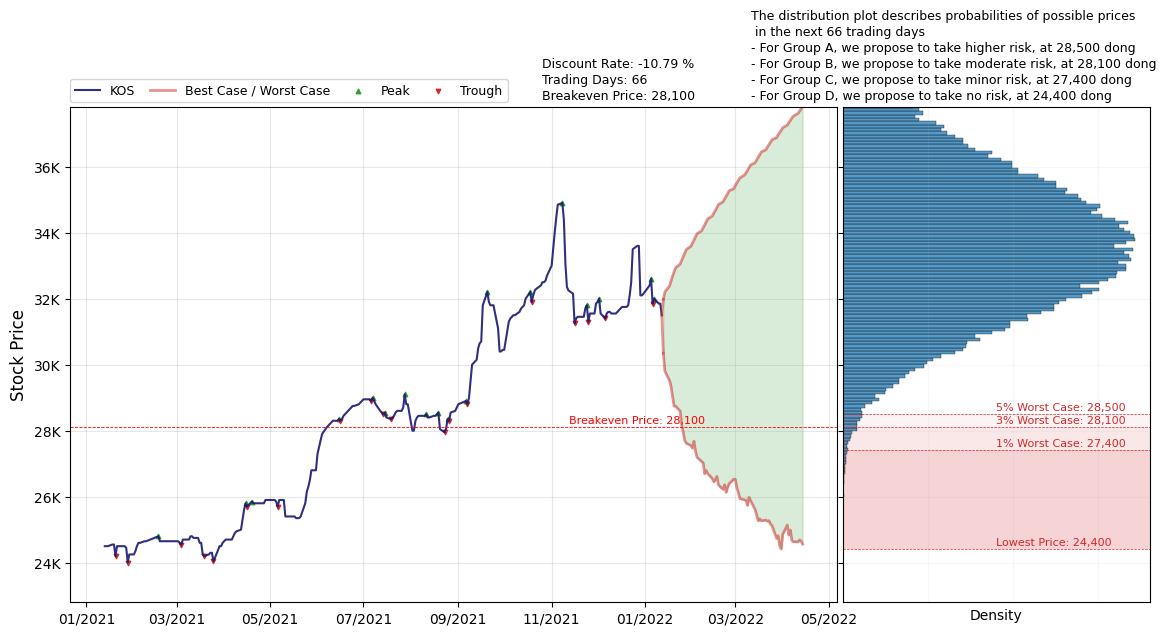 The distribution plot describes probabilities of possible prices
in the next 66 trading days
- For Group A, we propose to take higher risk, at 28,500 dong
- For Group B, we propose to take moderate risk, at 28,100 dong
- For Group C, we propose to take minor risk, at 27,400 dong
- For Group D, we propose to take no risk, at 24,400 dong
Discount Rate: -10.79 %
Trading Days: 66
Breakeven Price: 28,100
KOS
Best Case / Worst Case
Peak
Trough
Stock Price
36K
34K
32K
30K
28K
26K
24K
Breakeven Price: 28,100
5% Worst Case: 28,500
3% Worst Case: 28,100
1% Worst Case: 27,400
Lowest Price: 24,400
01/2021
03/2021
05/2021
07/2021
09/2021
11/2021
01/2022
03/2022
05/2022
Density